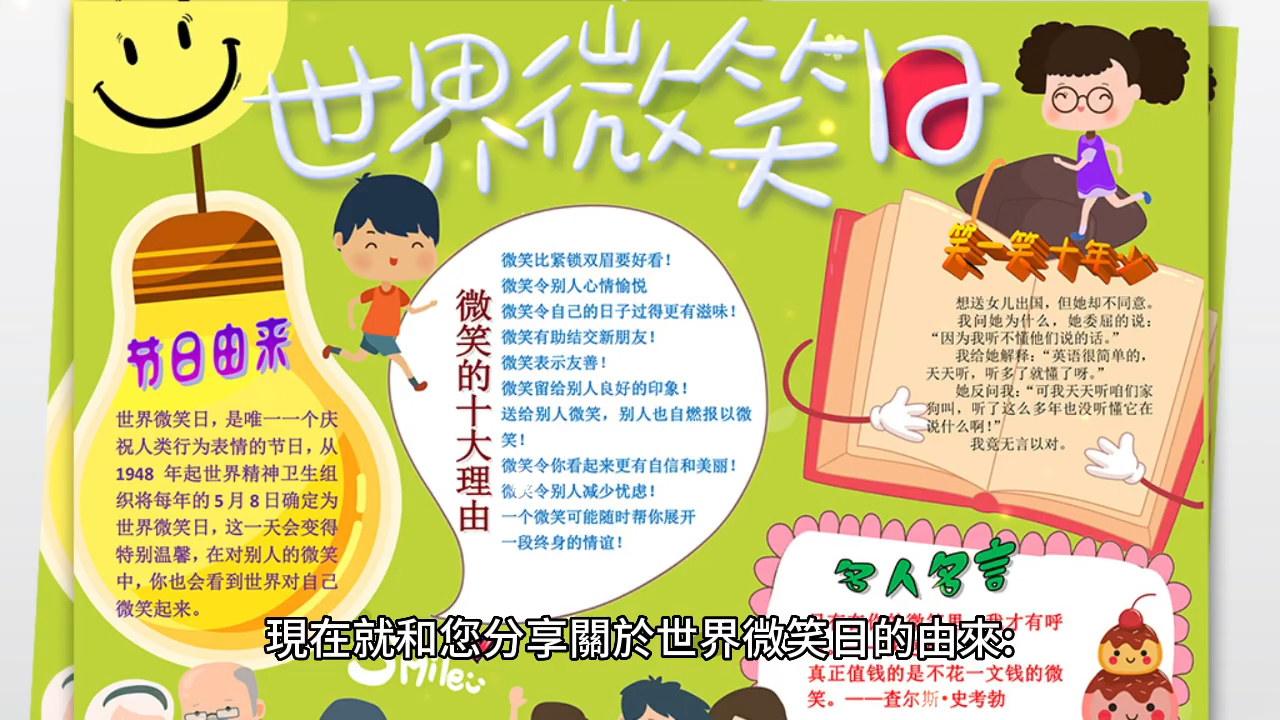 世界微笑日
节日由来
世界微笑日，是唯一一个庆
祝人类行为表情的节日，从
1948 年起世界精神卫生组
织将每年的5月8日确定为
世界微笑日，这一天会变得
特别温馨，在对别人的微笑
中，你也会看到世界对自己
微笑起来。
微笑的十大理由
微笑比紧锁双眉要好看！
微笑令别人心情愉悦
微笑令自己的日子过得更有滋味！
微笑有助结交新朋友！
微笑表示友善！
微笑留给别人良好的印象！
送给别人微笑，别人也自燃报以微
笑！
微笑令你看起来更有自信和美丽！
微笑令别人减少忧虑！
一个微笑可能随时帮你展开
一段终身的情谊！
笑一笑十年少
想送女儿出国，但她却不同意。
我问她为什么，她委屈的说：
“因为我听不懂他们说的话。”
我给她解释：“英语很简单的，
天天听，听多了就懂了呀。”
她反问我：“可我天天听咱们家
狗叫，听了这么多年也没听懂它在
说什么啊！”
我竟无言以对。
名人名言
我才有呼
真正值钱的是不花一文钱的微
笑。——查尔斯·史考勃
Smile
現在就和您分享關於世界微笑日的由來: